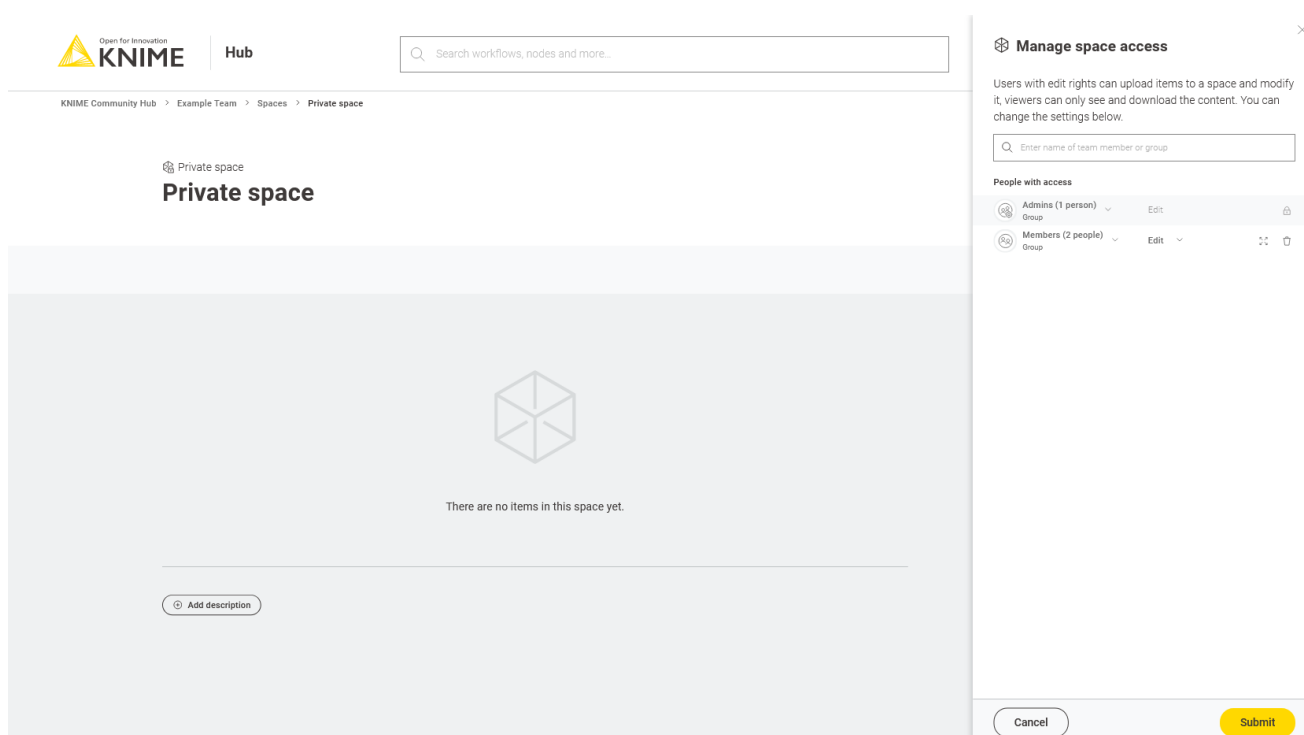 Open for Innovation
KNIME
Hub
Search workflows, nodes and more...
KNIME Community Hub > Example Team > Spaces > Private space
Private space
Private space
There are no items in this space yet.
Add description
Manage space access
Users with edit rights can upload items to a space and modify
it, viewers can only see and download the content. You can
change the settings below.
Enter name of team member or group
People with access
Admins (1 person)
Group
Edit
Members (2 people)
Group
Edit
Cancel
Submit